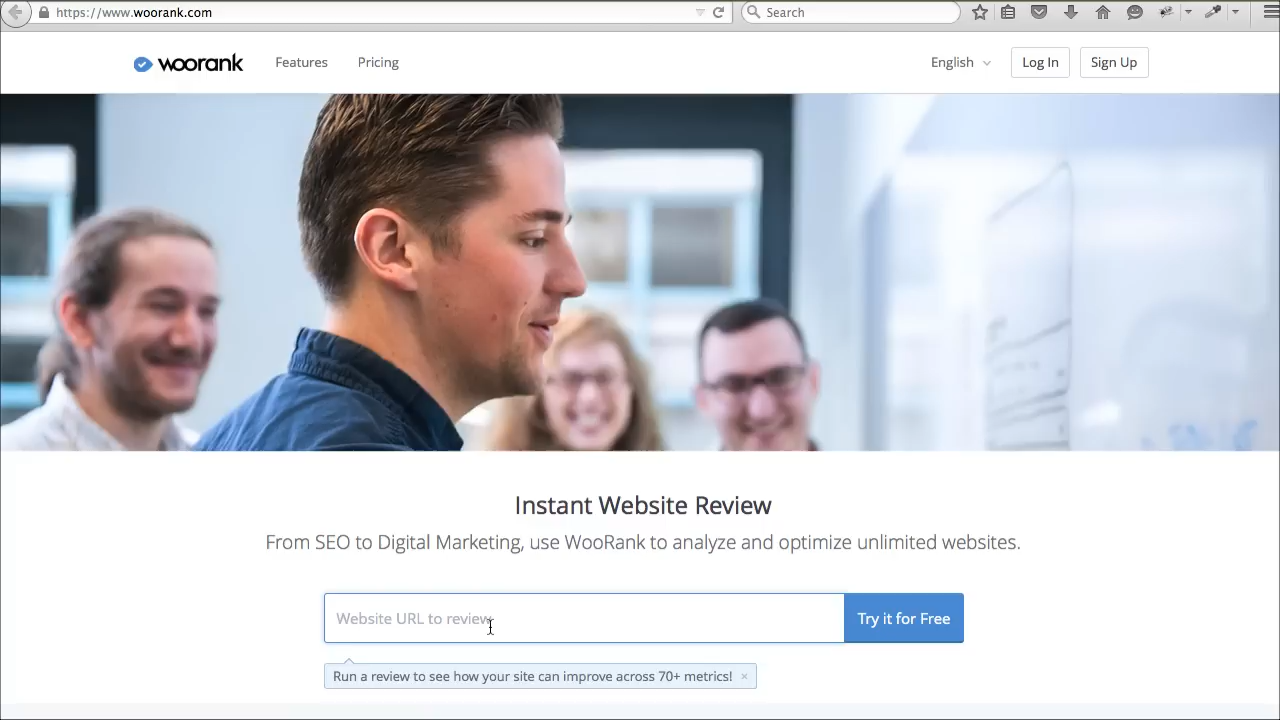 https://www.woorank.com
Search
woorank
Features
Pricing
English
Log In
Sign Up
Instant Website Review
From SEO to Digital Marketing, use WooRank to analyze and optimize unlimited websites.
Website URL to review
Try it for Free
Run a review to see how your site can improve across 70+ metrics! ×